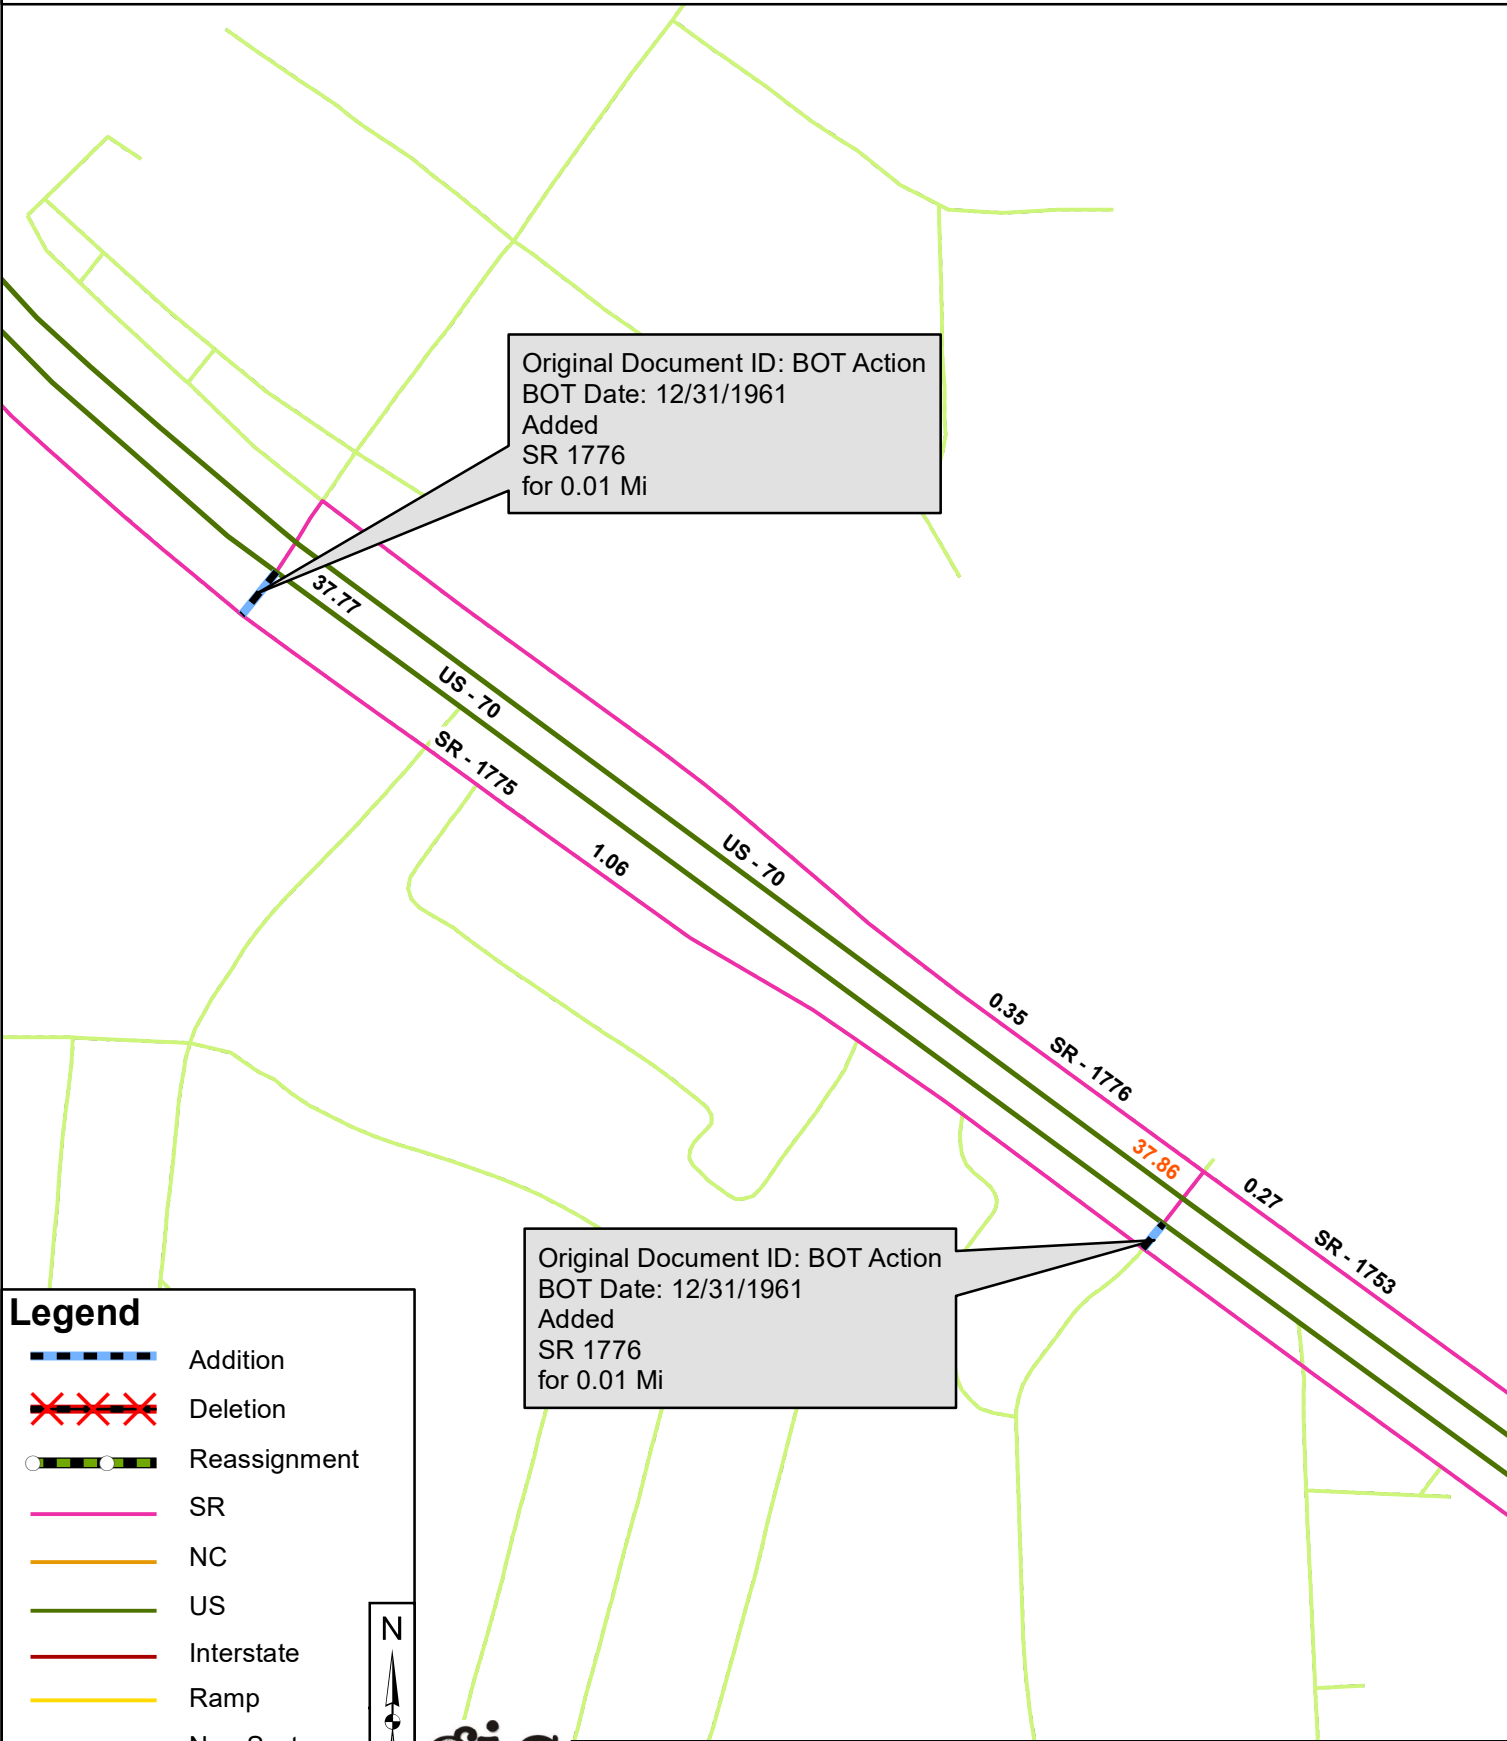 Original Document ID: BOT Action
BOT Date: 12/31/1961
Added
SR 1776
for 0.01 Mi
37.77
US - 70
SR - 1775
1.06
US - 70
0.35
SR - 1776
37.86
0.27
SR - 1753
Original Document ID: BOT Action
BOT Date: 12/31/1961
Added
SR 1776
for 0.01 Mi
Legend
Addition
Deletion
Reassignment
SR
NC
US
Interstate
Ramp
N